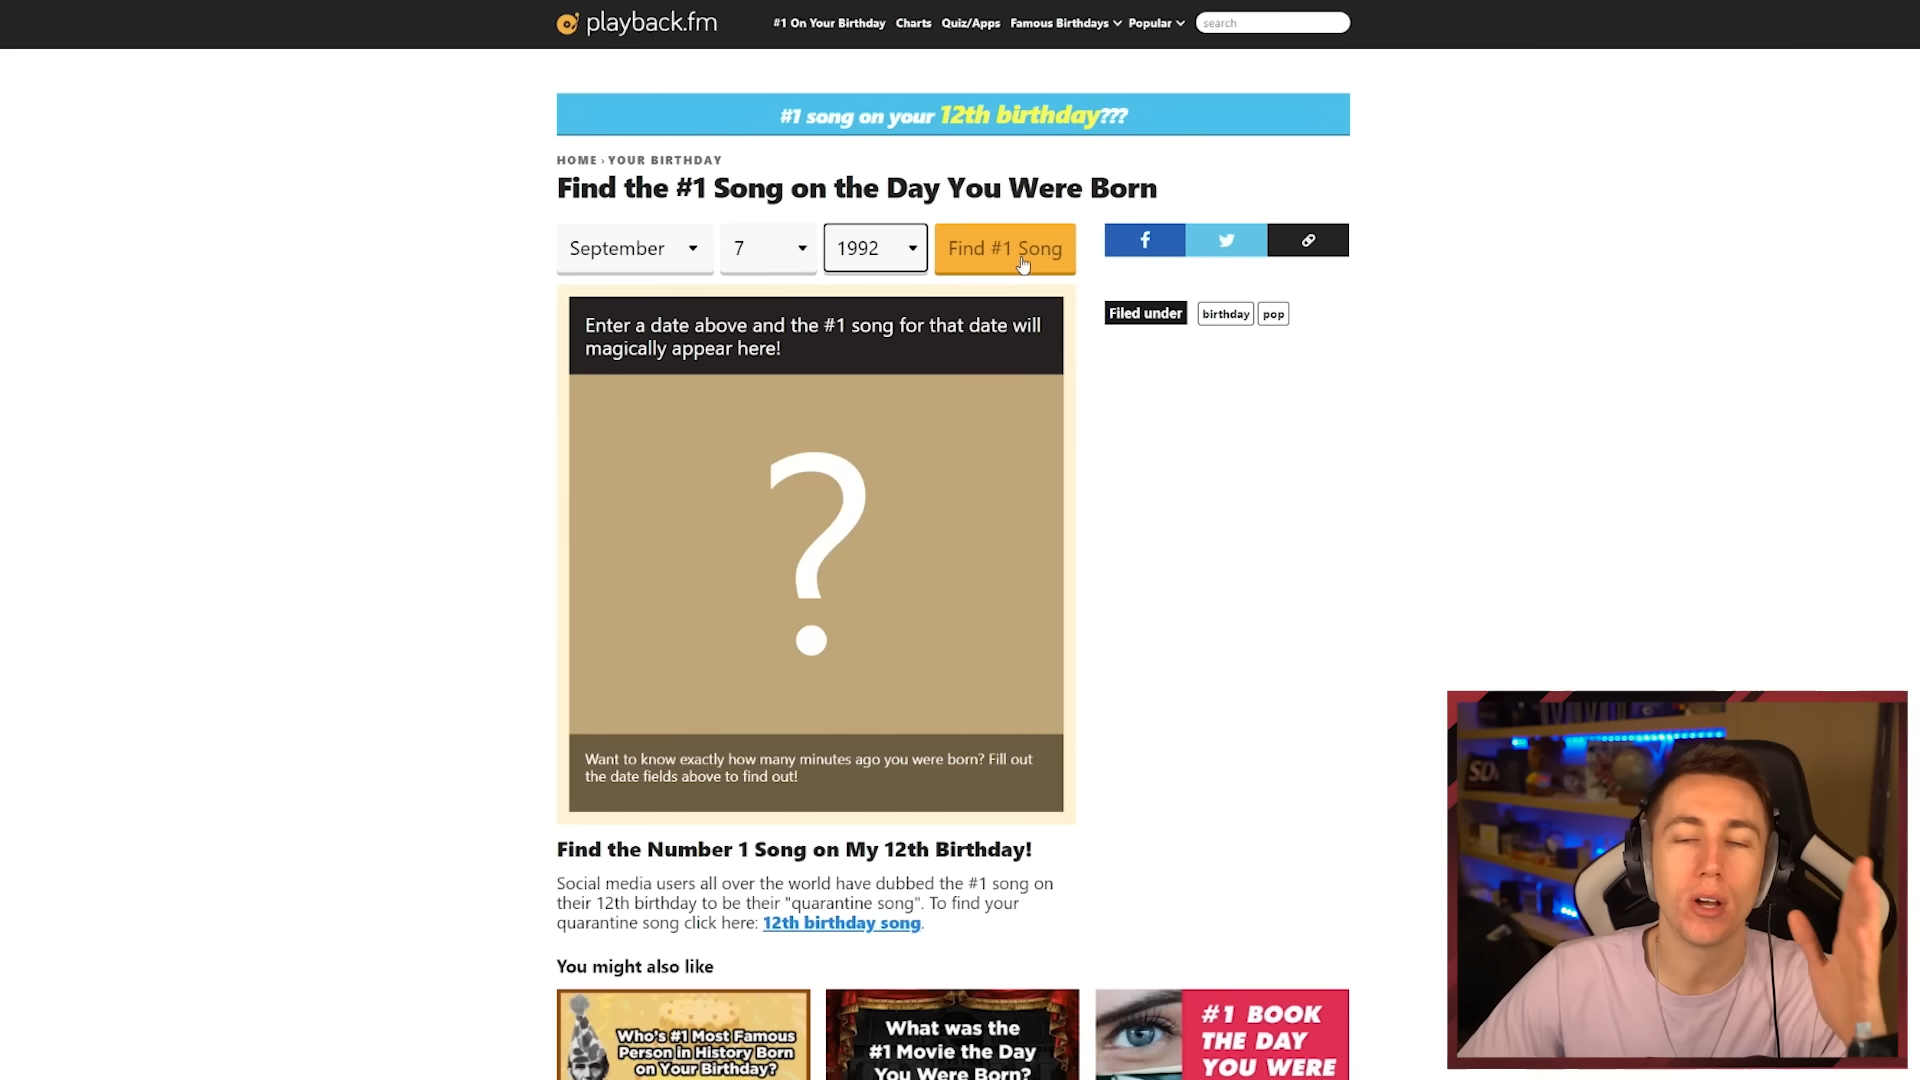 playback.fm
#1 On Your Birthday
Charts
Quiz/Apps
Famous Birthdays
Popular
search
#1 song on your 12th birthday???
HOME › YOUR BIRTHDAY
Find the #1 Song on the Day You Were Born
September
7
1992
Find #1 Song
Filed under
birthday
pop
Enter a date above and the #1 song for that date will
magically appear here!
?
Want to know exactly how many minutes ago you were born? Fill out
the date fields above to find out!
Find the Number 1 Song on My 12th Birthday!
Social media users all over the world have dubbed the #1 song on
their 12th birthday to be their "quarantine song". To find your
quarantine song click here: 12th birthday song.
You might also like
Who's #1 Most Famous
Person in History Born
on Your Birthday?
What was the
#1 Movie the Day
You Were Born?
#1 BOOK
THE DAY
YOU WERE